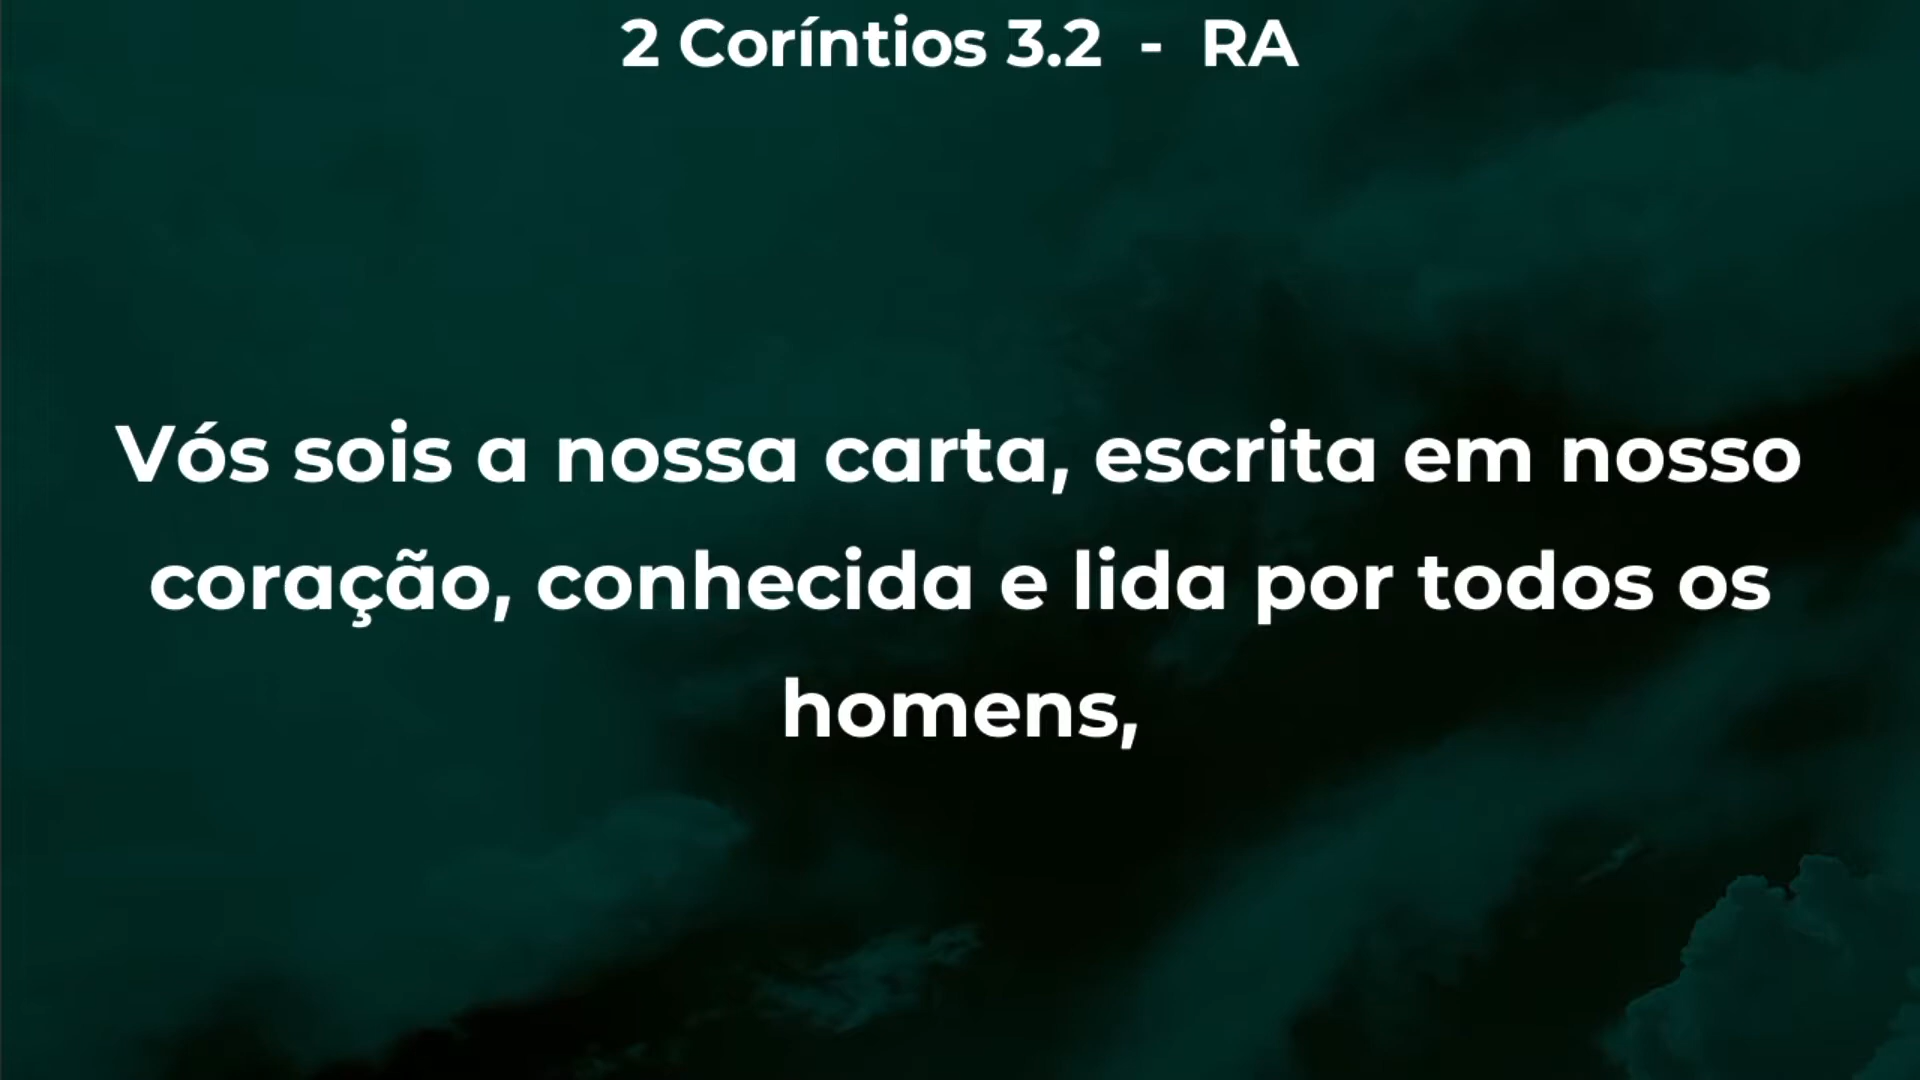 2 Coríntios 3.2 - RA
Vós sois a nossa carta, escrita em nosso
coração, conhecida e lida por todos os
homens,